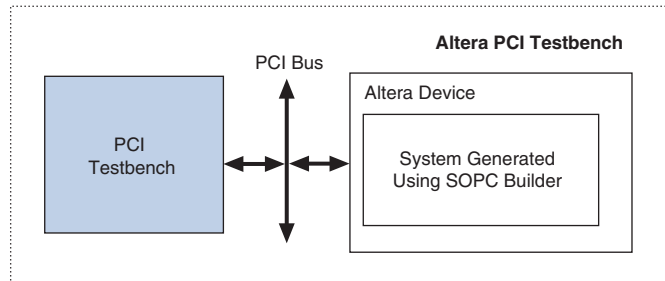 Altera PCI Testbench
PCI Bus
PCI
Testbench
Altera Device
System Generated
Using SOPC Builder